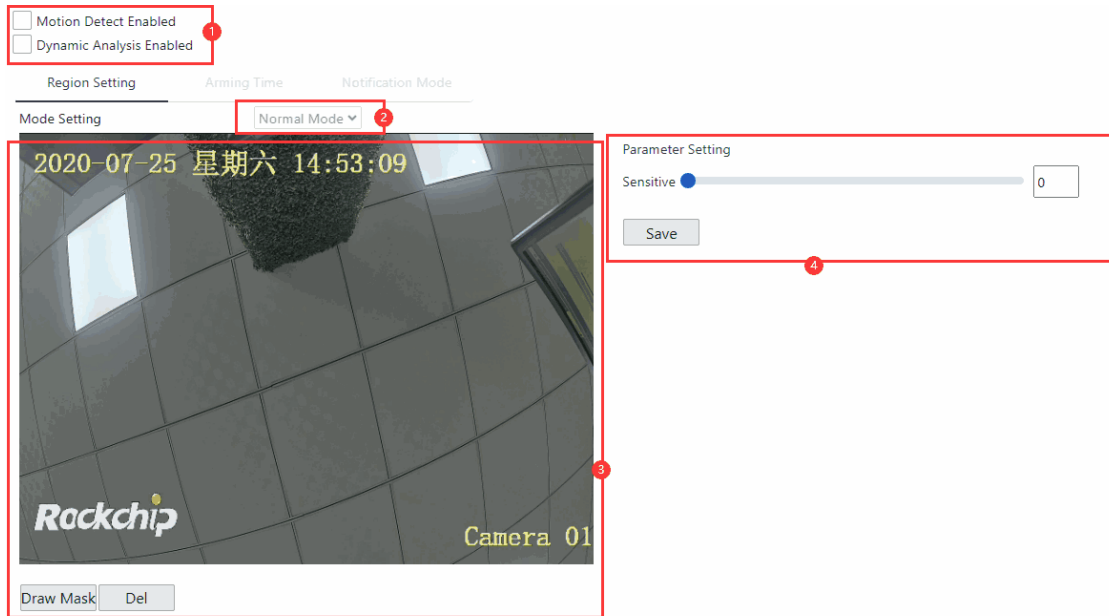 Motion Detect Enabled
1
Dynamic Analysis Enabled
Region Setting Arming Time Notification Mode
Mode Setting Normal Mode 2
2020-07-25 星期六 14:53:09
Parameter Setting
Sensitive 0
Save
4
3
Rockchip
Camera 01
Draw Mask Del